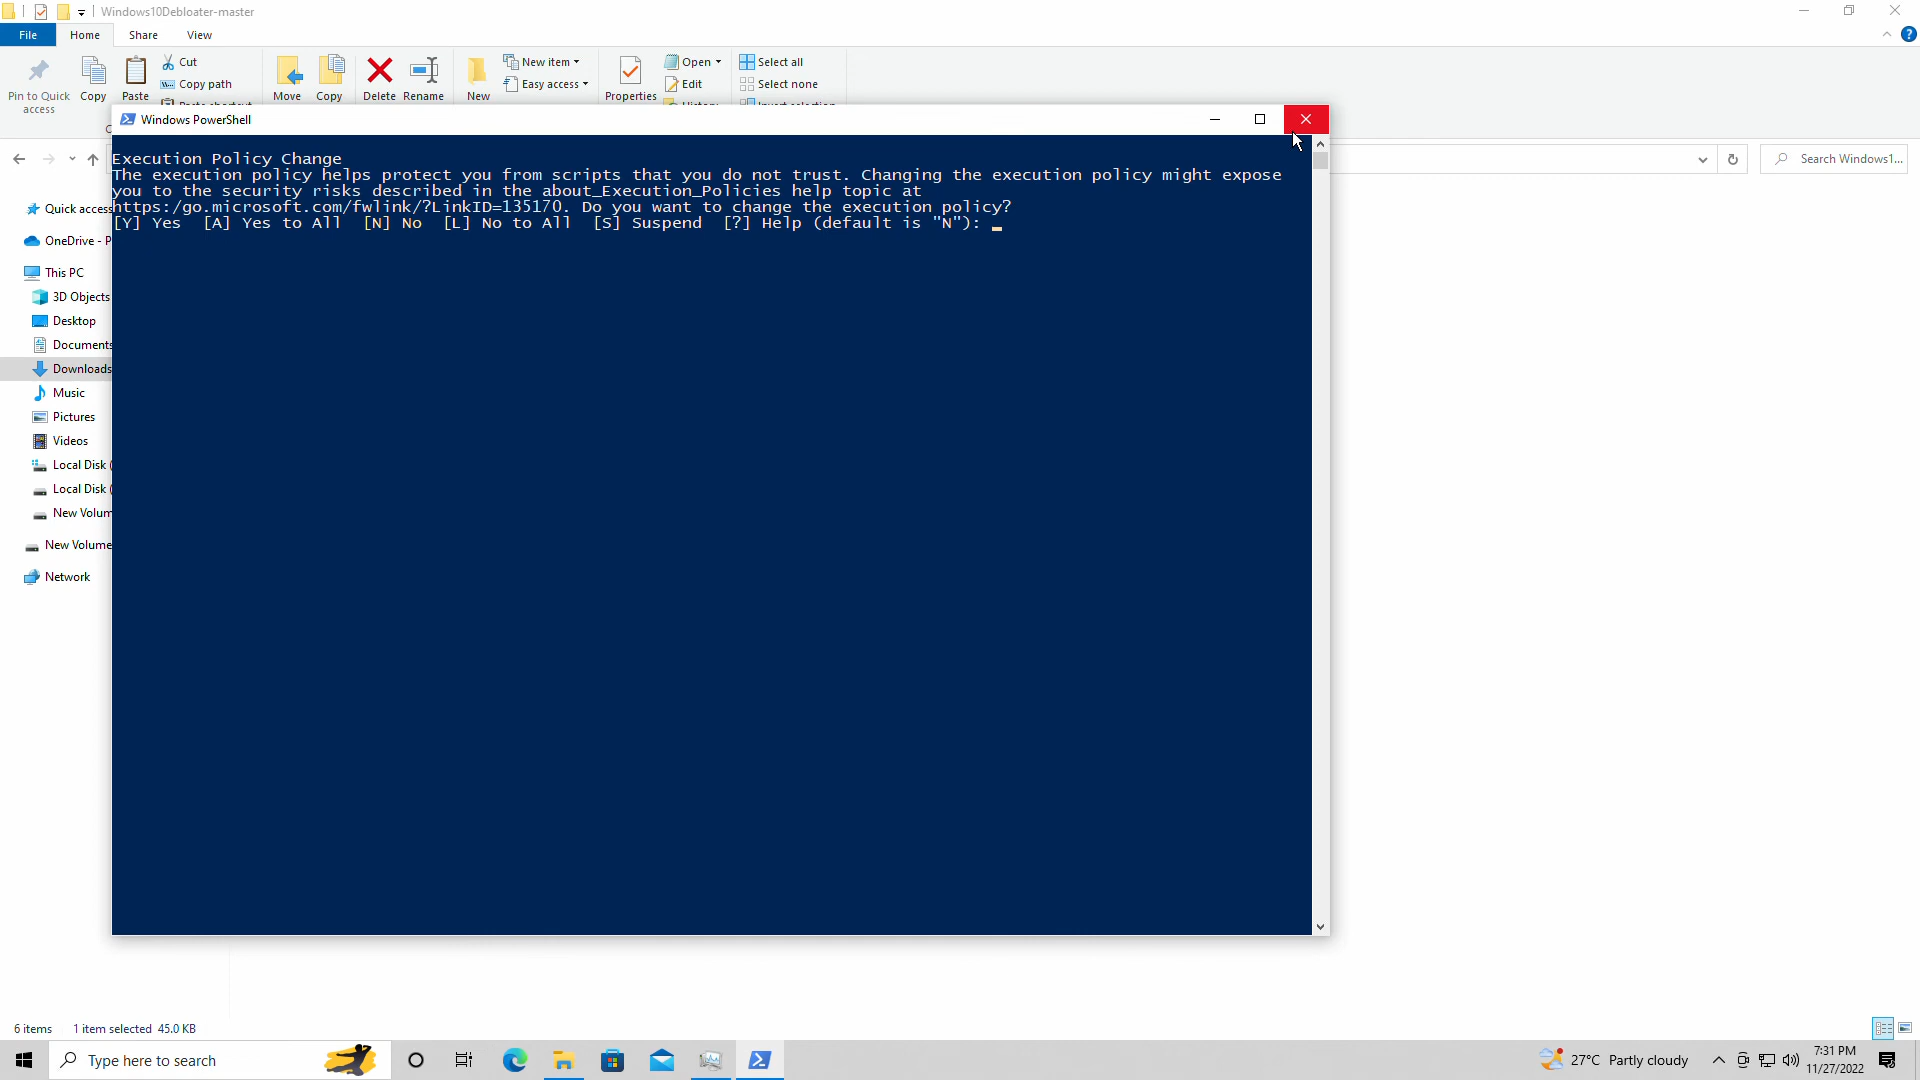 Windows10Debloater-master
File Home Share View
Pin to Quick access
Copy
Paste
Cut
Copy path
Move
Copy
Delete
Rename
New
New item
Easy access
Properties
Open
Edit
Select all
Select none
Windows PowerShell
Search Windows1...
Execution Policy Change
The execution policy helps protect you from scripts that you do not trust. Changing the execution policy might expose
you to the security risks described in the about_Execution_Policies help topic at
https:/go.microsoft.com/fwlink/?LinkID=135170. Do you want to change the execution policy?
[Y] Yes  [A] Yes to All  [N] No  [L] No to All  [S] Suspend  [?] Help (default is "N"):
Quick access
OneDrive - P
This PC
3D Objects
Desktop
Documents
Downloads
Music
Pictures
Videos
Local Disk (
Local Disk (
New Volum
New Volume
Network
6 items 1 item selected 45.0 KB
Type here to search
27°C Partly cloudy
7:31 PM
11/27/2022